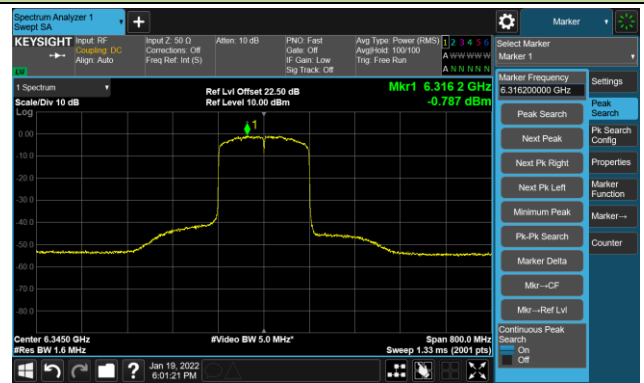 Spectrum Analyzer 1
Swept SA
Marker
KEYSIGHT
Input: RF
Coupling: DC
Align: Auto
Input Z: 50 Ω
Corrections: Off
Freq Ref: Int (S)
Atten: 10 dB
PNO: Fast
Gate: Off
IF Gain: Low
Sig Track: Off
Avg Type: Power (RMS)
Avg|Hold: 100/100
Trig: Free Run
1 2 3 4 5 6
A W W W W W
A N N N N N
LVI
Select Marker
Marker 1
1 Spectrum
Scale/Div 10 dB
Log
Ref Lvl Offset 22.50 dB
Ref Level 10.00 dBm
Mkr1 6.316 2 GHz
-0.787 dBm
1
0.00
-10.0
-20.0
-30.0
-40.0
-50.0
-60.0
-70.0
-80.0
Center 6.3450 GHz
#Res BW 1.6 MHz
#Video BW 5.0 MHz*
Span 800.0 MHz
Sweep 1.33 ms (2001 pts)
Marker Frequency
6.316200000 GHz
Peak Search
Next Peak
Next Pk Right
Next Pk Left
Minimum Peak
Pk-Pk Search
Marker Delta
Mkr→CF
Mkr→Ref Lvl
Continuous Peak
Search
On
Off
Settings
Peak
Search
Pk Search
Config
Properties
Marker
Function
Marker→
Counter
Jan 19, 2022
6:01:21 PM